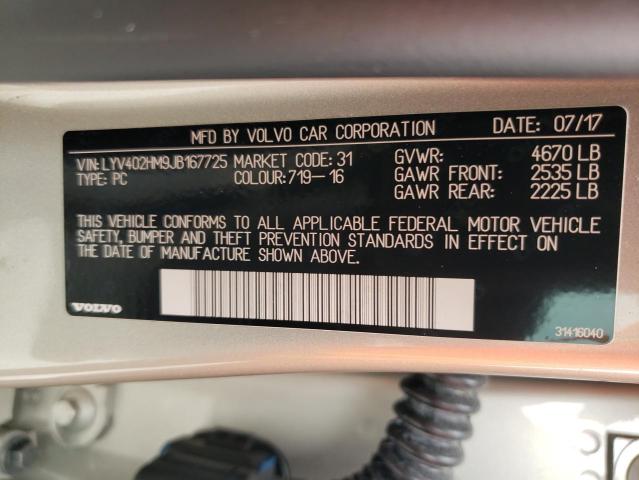 MFD BY VOLVO CAR CORPORATION DATE: 07/17
VIN: LYV402HM9JB167725 MARKET CODE: 31 GVWR: 4670 LB
TYPE: PC COLOUR: 719-16 GAWR FRONT: 2535 LB
GAWR REAR: 2225 LB
THIS VEHICLE CONFORMS TO ALL APPLICABLE FEDERAL MOTOR VEHICLE
SAFETY, BUMPER AND THEFT PREVENTION STANDARDS IN EFFECT ON
THE DATE OF MANUFACTURE SHOWN ABOVE.
VOLVO 31416040